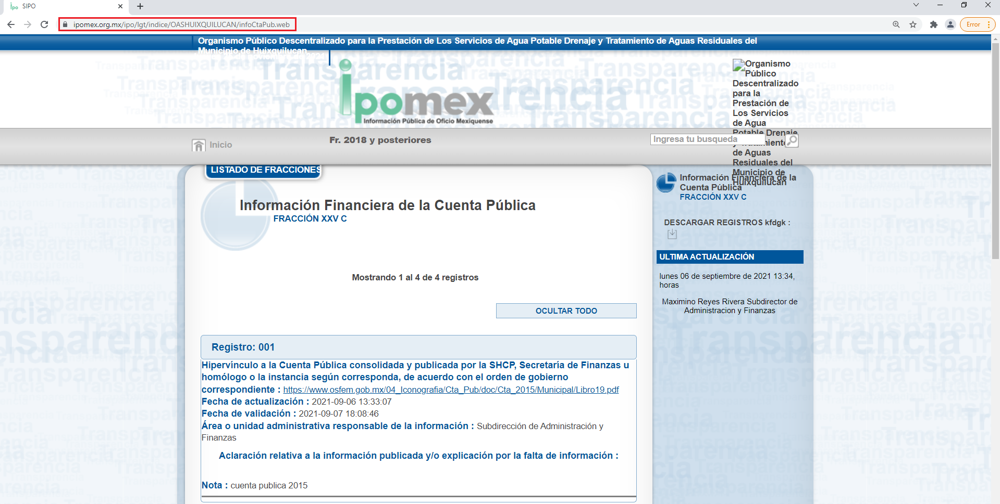 SIPO
ipomex.org.mx/ipo/lgt/indice/OASHUIXQUILUCAN/infoCtaPub.web
Error
Organismo Público Descentralizado para la Prestación de Los Servicios de Agua Potable Drenaje y Tratamiento de Aguas Residuales del
Municipio de Huixquilucan
ipomex
Información Pública de Oficio Mexiquense
Organismo
Público
Descentralizado
para la
Prestación de
Los Servicios
de Agua
Potable Drenaje
y Tratamiento
de Aguas
Residuales del
Municipio de
Huixquilucan
Inicio
Fr. 2018 y posteriores
Ingresa tu busqueda
LISTADO DE FRACCIONES
Información Financiera de la Cuenta Pública
FRACCIÓN XXV C
Mostrando 1 al 4 de 4 registros
OCULTAR TODO
Registro: 001
Hipervínculo a la Cuenta Pública consolidada y publicada por la SHCP, Secretaría de Finanzas u
homólogo o la instancia según corresponda, de acuerdo con el orden de gobierno
correspondiente : https://www.osfem.gob.mx/04_Iconografia/Cta_Pub/doc/Cta_2015/Municipal/Libro19.pdf
Fecha de actualización : 2021-09-06 13:33:07
Fecha de validación : 2021-09-07 18:08:46
Área o unidad administrativa responsable de la información : Subdirección de Administración y
Finanzas
Aclaración relativa a la información publicada y/o explicación por la falta de información :
Nota : cuenta publica 2015
Información Financiera de la
Cuenta Pública
FRACCIÓN XXV C
DESCARGAR REGISTROS kfdgk :
ULTIMA ACTUALIZACIÓN
lunes 06 de septiembre de 2021 13:34,
horas
Maximino Reyes Rivera Subdirector de
Administracion y Finanzas